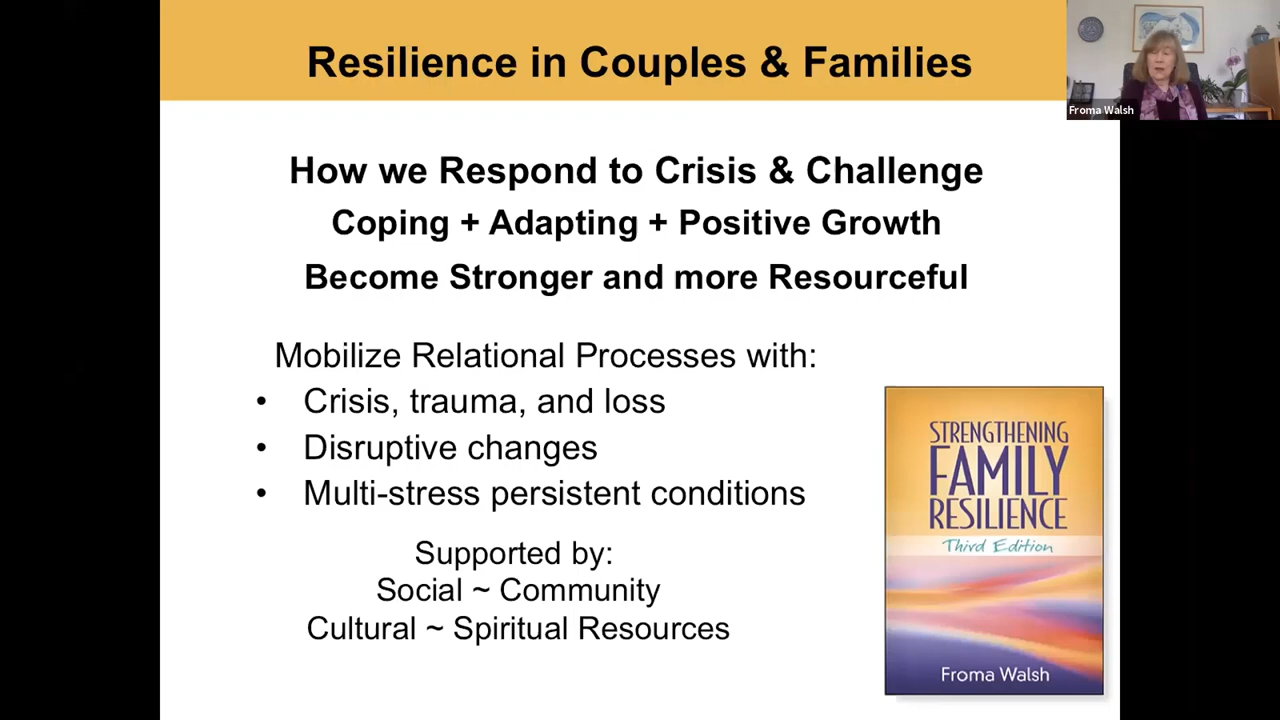 Resilience in Couples & Families
Froma Walsh
How we Respond to Crisis & Challenge
Coping + Adapting + Positive Growth
Become Stronger and more Resourceful
Mobilize Relational Processes with:
• Crisis, trauma, and loss
• Disruptive changes
• Multi-stress persistent conditions
Supported by:
Social ~ Community
Cultural ~ Spiritual Resources
STRENGTHENING
FAMILY
RESILIENCE
Third Edition
Froma Walsh